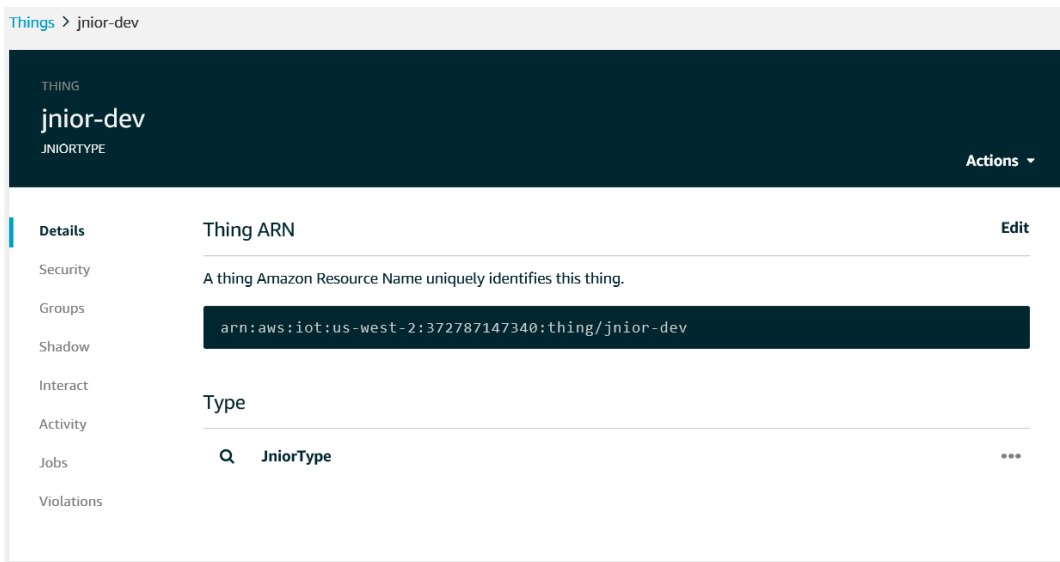 Things > jnior-dev
THING
jnior-dev
JNIORTYPE
Actions
Details
Security
Groups
Shadow
Interact
Activity
Jobs
Violations
Thing ARN
Edit
A thing Amazon Resource Name uniquely identifies this thing.
arn:aws:iot:us-west-2:372787147340:thing/jnior-dev
Type
JniorType